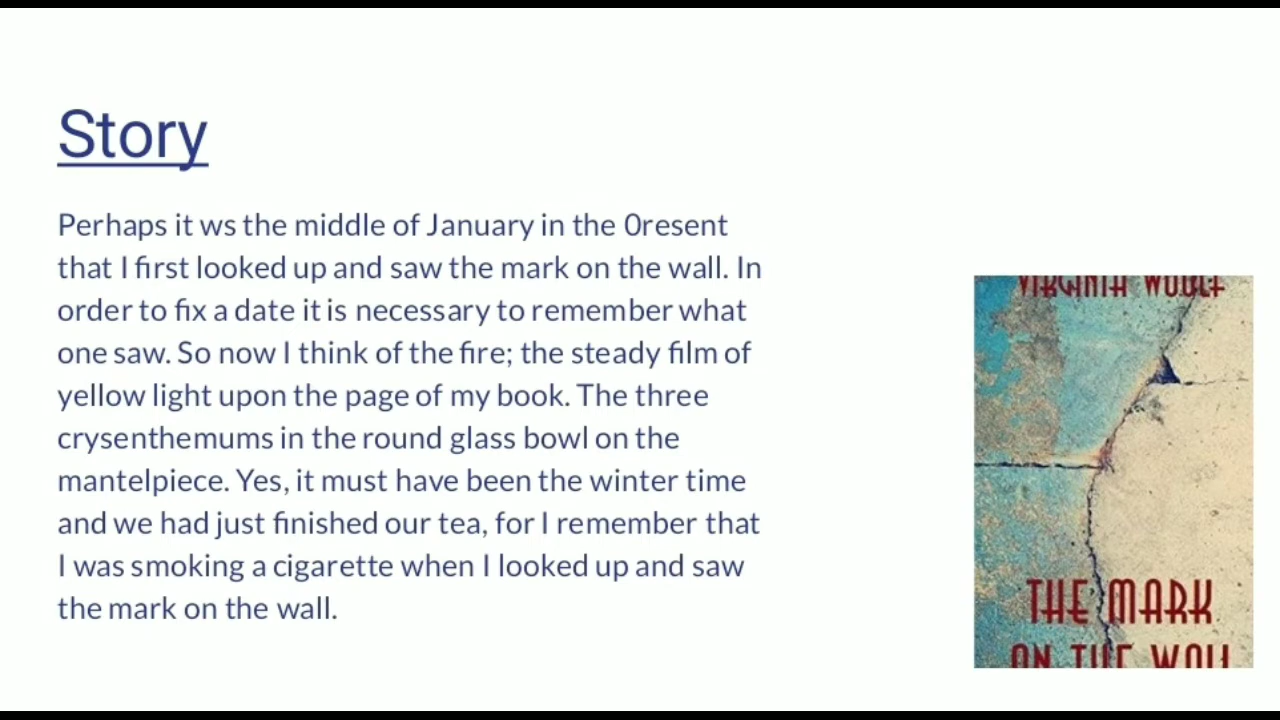 Story
Perhaps it ws the middle of January in the 0resent
that I first looked up and saw the mark on the wall. In
order to fix a date it is necessary to remember what
one saw. So now I think of the fire; the steady film of
yellow light upon the page of my book. The three
crysenthemums in the round glass bowl on the
mantelpiece. Yes, it must have been the winter time
and we had just finished our tea, for I remember that
I was smoking a cigarette when I looked up and saw
the mark on the wall.
VIRGINIA WOOLF
THE MARK
ON THE WALL